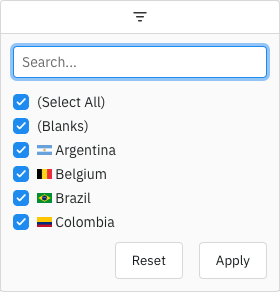 Search...
(Select All)
(Blanks)
Argentina
Belgium
Brazil
Colombia
Reset Apply